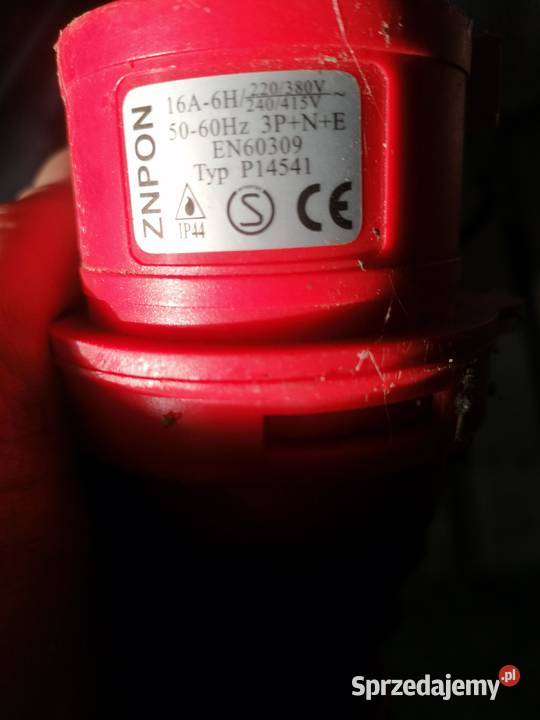 ZNPON
16A-6H/220/380V 240/415V ~
50-60Hz 3P+N+E
EN60309
Typ P14541
IP44
S
CE
Sprzedajemy.pl